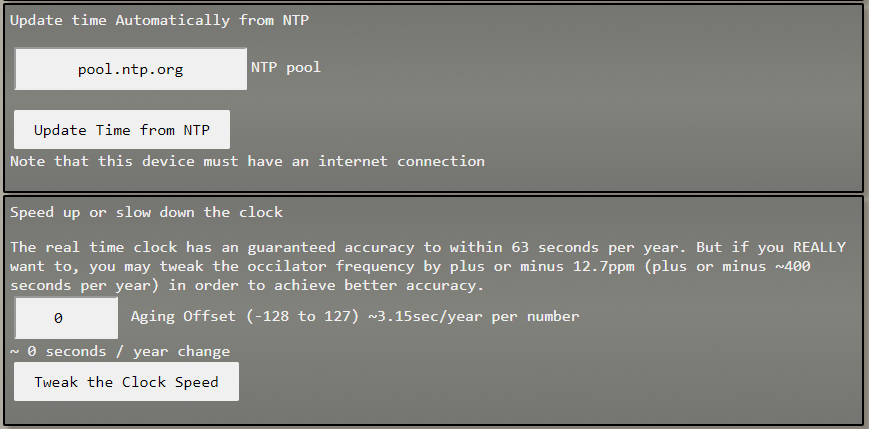 Update time Automatically from NTP
pool.ntp.org NTP pool
Update Time from NTP
Note that this device must have an internet connection
Speed up or slow down the clock
The real time clock has an guaranteed accuracy to within 63 seconds per year. But if you REALLY
want to, you may tweak the occilator frequency by plus or minus 12.7ppm (plus or minus ~400
seconds per year) in order to achieve better accuracy.
0 Aging Offset (-128 to 127) ~3.15sec/year per number
~ 0 seconds / year change
Tweak the Clock Speed